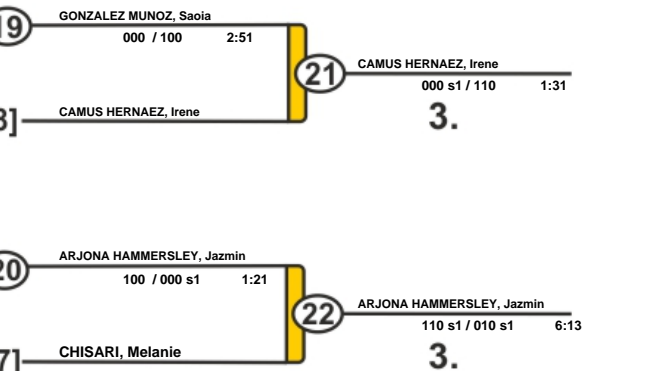 19 GONZALEZ MUNOZ, Saoia
000 / 100 2:51
21 CAMUS HERNAEZ, Irene
000 s1 / 110 1:31
3.
3] CAMUS HERNAEZ, Irene
20 ARJONA HAMMERSLEY, Jazmin
100 / 000 s1 1:21
22 ARJONA HAMMERSLEY, Jazmin
110 s1 / 010 s1 6:13
3.
7] CHISARI, Melanie